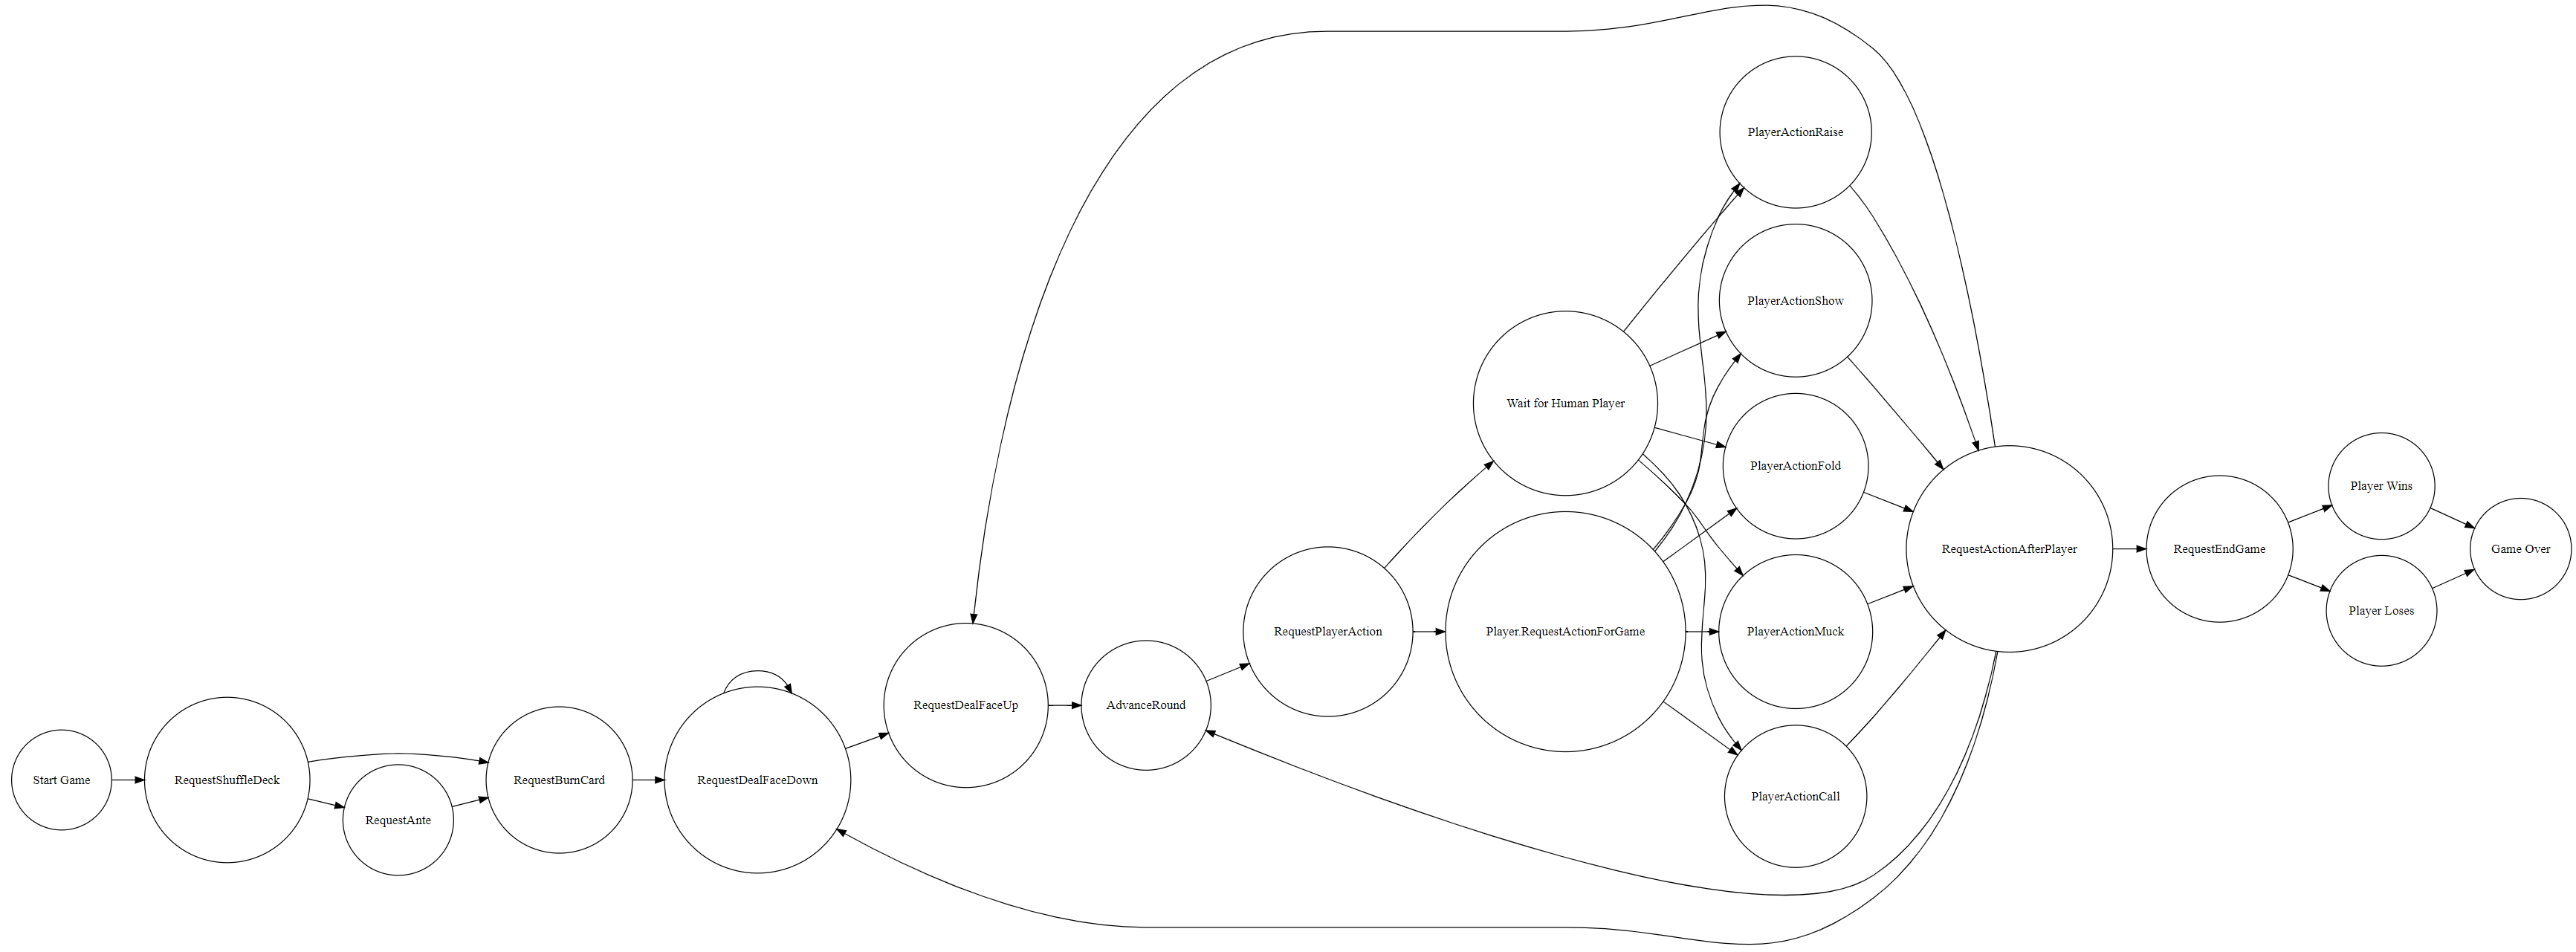 Start Game
RequestShuffleDeck
RequestAnte
RequestBurnCard
RequestDealFaceDown
RequestDealFaceUp
AdvanceRound
RequestPlayerAction
Wait for Human Player
Player.RequestActionForGame
PlayerActionRaise
PlayerActionShow
PlayerActionFold
PlayerActionMuck
PlayerActionCall
RequestActionAfterPlayer
RequestEndGame
Player Wins
Player Loses
Game Over